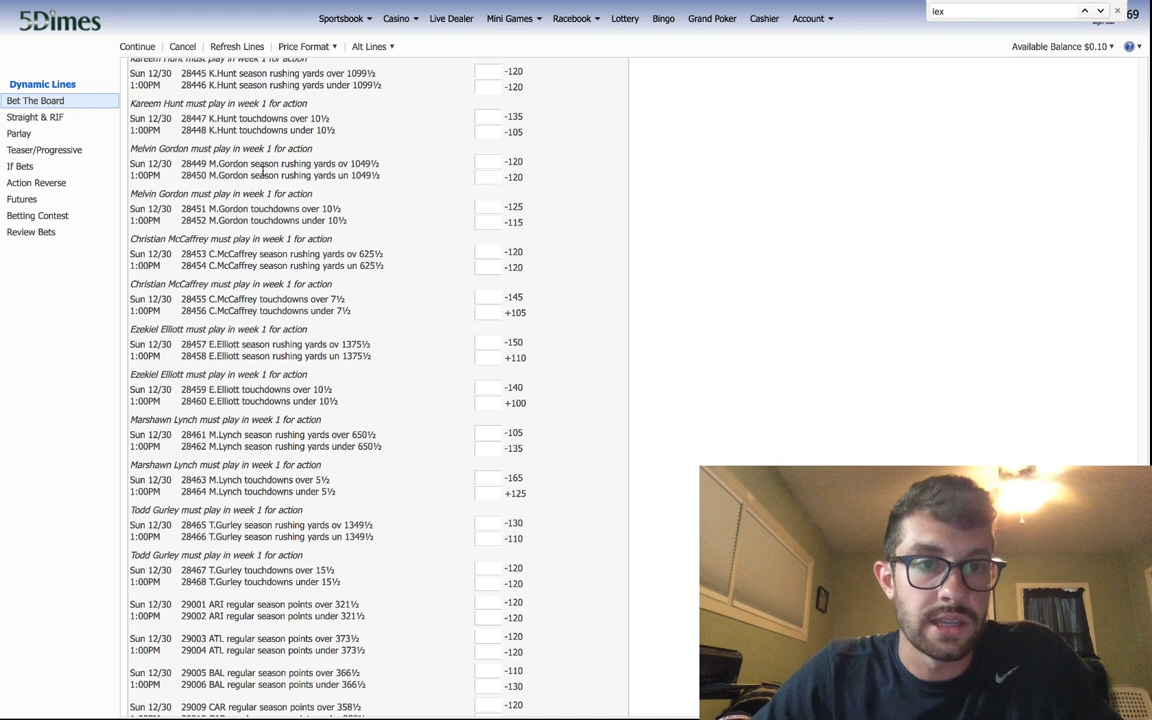 5Dimes
Sportsbook Casino Live Dealer Mini Games Racebook Lottery Bingo Grand Poker Cashier Account
lex
69
Continue | Cancel | Refresh Lines | Price Format | Alt Lines
Available Balance $0.10
Dynamic Lines
Bet The Board
Straight & RIF
Parlay
Teaser/Progressive
If Bets
Action Reverse
Futures
Betting Contest
Review Bets
Kareem Hunt must play in week 1 for action
Sun 12/30 28445 K.Hunt season rushing yards over 1099½ -120
1:00PM 28446 K.Hunt season rushing yards under 1099½ -120
Kareem Hunt must play in week 1 for action
Sun 12/30 28447 K.Hunt touchdowns over 10½ -135
1:00PM 28448 K.Hunt touchdowns under 10½ -105
Melvin Gordon must play in week 1 for action
Sun 12/30 28449 M.Gordon season rushing yards ov 1049½ -120
1:00PM 28450 M.Gordon season rushing yards un 1049½ -120
Melvin Gordon must play in week 1 for action
Sun 12/30 28451 M.Gordon touchdowns over 10½ -125
1:00PM 28452 M.Gordon touchdowns under 10½ -115
Christian McCaffrey must play in week 1 for action
Sun 12/30 28453 C.McCaffrey season rushing yards ov 625½ -120
1:00PM 28454 C.McCaffrey season rushing yards un 625½ -120
Christian McCaffrey must play in week 1 for action
Sun 12/30 28455 C.McCaffrey touchdowns over 7½ -145
1:00PM 28456 C.McCaffrey touchdowns under 7½ +105
Ezekiel Elliott must play in week 1 for action
Sun 12/30 28457 E.Elliott season rushing yards ov 1375½ -150
1:00PM 28458 E.Elliott season rushing yards un 1375½ +110
Ezekiel Elliott must play in week 1 for action
Sun 12/30 28459 E.Elliott touchdowns over 10½ -140
1:00PM 28460 E.Elliott touchdowns under 10½ +100
Marshawn Lynch must play in week 1 for action
Sun 12/30 28461 M.Lynch season rushing yards over 650½ -105
1:00PM 28462 M.Lynch season rushing yards under 650½ -135
Marshawn Lynch must play in week 1 for action
Sun 12/30 28463 M.Lynch touchdowns over 5½ -165
1:00PM 28464 M.Lynch touchdowns under 5½ +125
Todd Gurley must play in week 1 for action
Sun 12/30 28465 T.Gurley season rushing yards ov 1349½ -130
1:00PM 28466 T.Gurley season rushing yards un 1349½ -110
Todd Gurley must play in week 1 for action
Sun 12/30 28467 T.Gurley touchdowns over 15½ -120
1:00PM 28468 T.Gurley touchdowns under 15½ -120
Sun 12/30 29001 ARI regular season points over 321½ -120
1:00PM 29002 ARI regular season points under 321½ -120
Sun 12/30 29003 ATL regular season points over 373½ -120
1:00PM 29004 ATL regular season points under 373½ -120
Sun 12/30 29005 BAL regular season points over 366½ -110
1:00PM 29006 BAL regular season points under 366½ -130
Sun 12/30 29009 CAR regular season points over 358½ -120